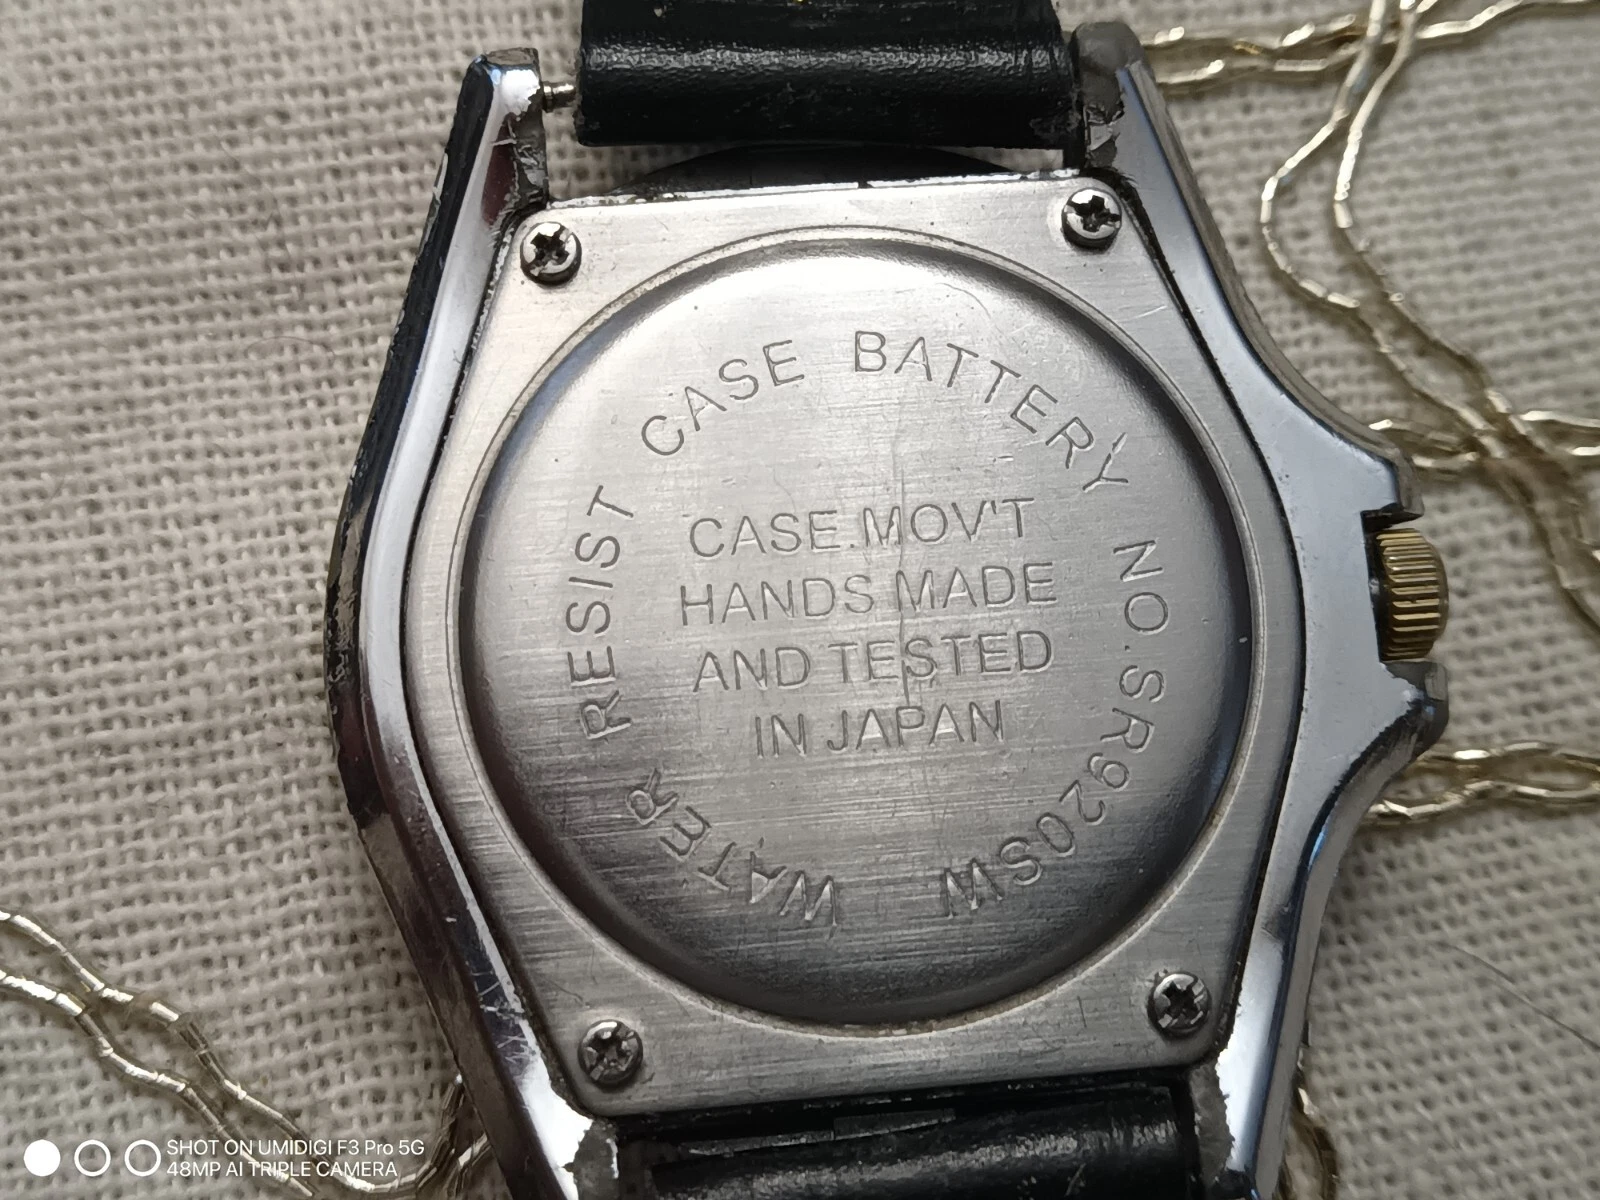 WATER RESIST CASE BATTERY NO.SR920SW
CASE.MOV'T
HANDS MADE
AND TESTED
IN JAPAN
SHOT ON UMIDIGI F3 Pro 5G
48MP AI TRIPLE CAMERA